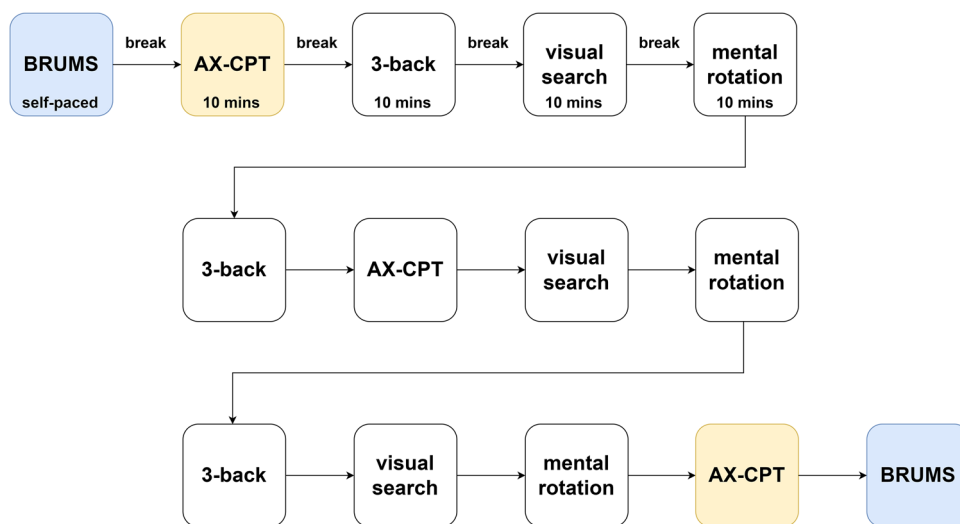 break
break
break
break
BRUMS
self-paced
AX-CPT
10 mins
3-back
10 mins
visual
search
10 mins
mental
rotation
10 mins
3-back
AX-CPT
visual
search
mental
rotation
3-back
visual
search
mental
rotation
AX-CPT
BRUMS